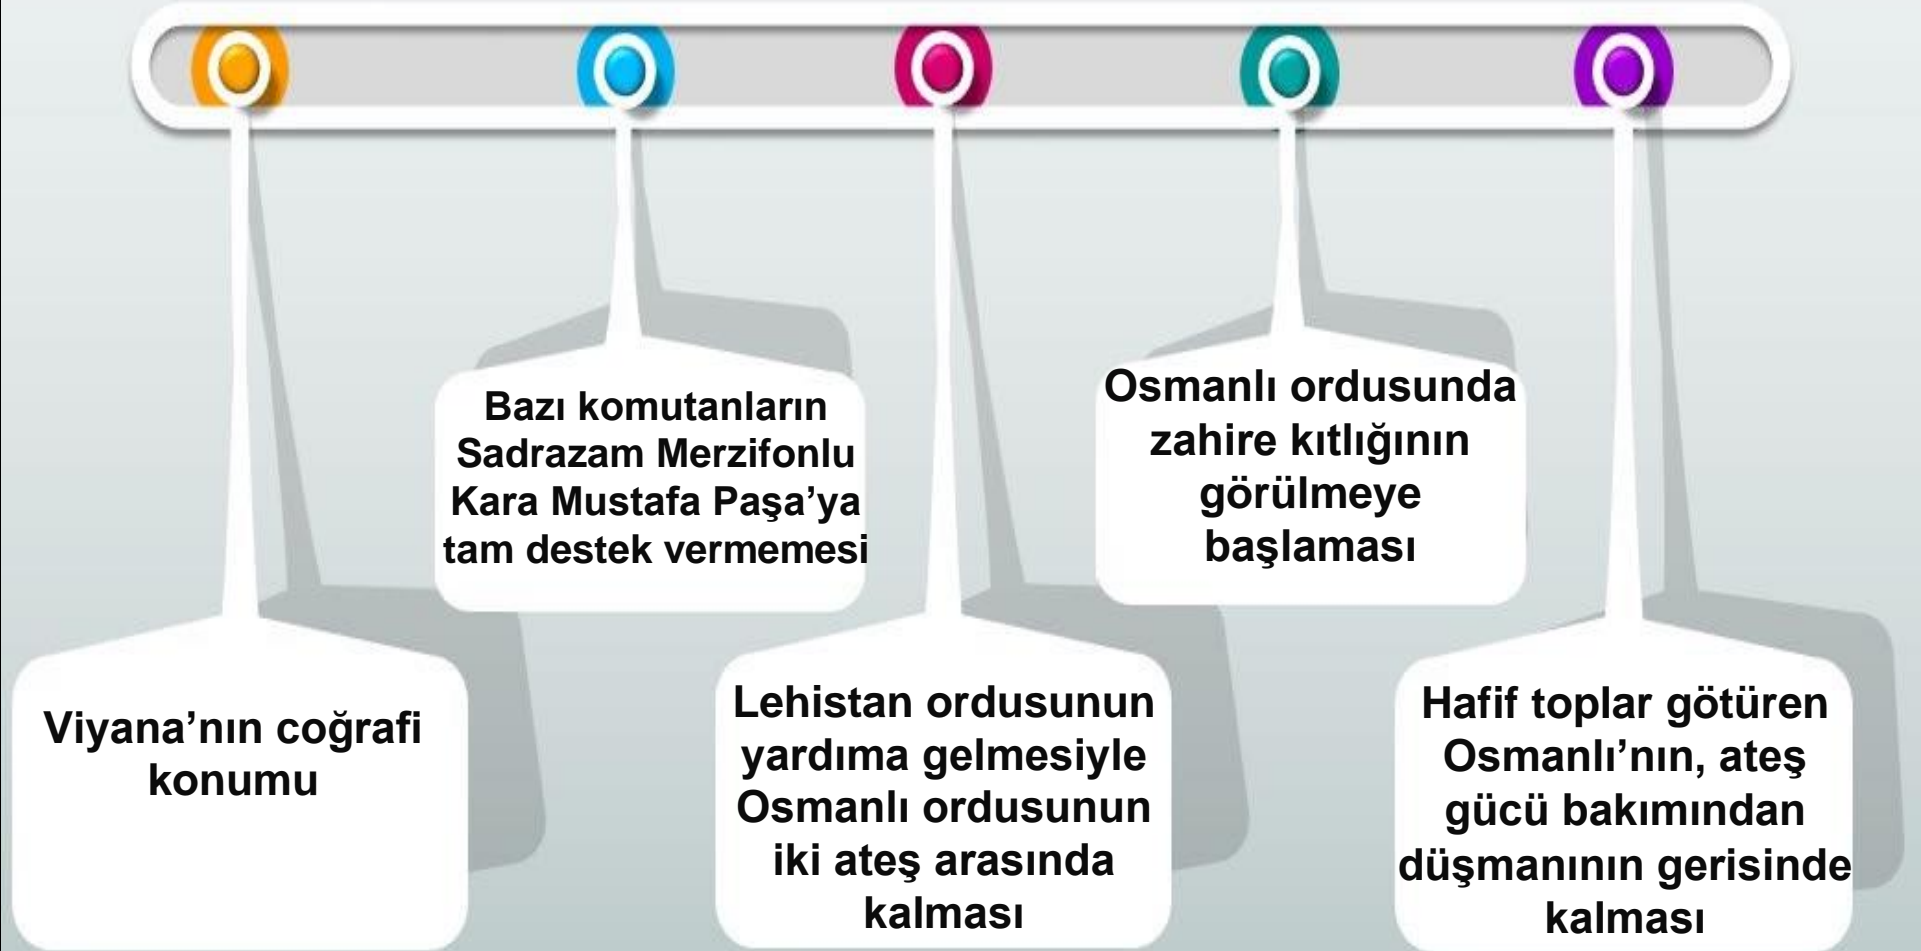 Viyana’nın coğrafi
konumu
Bazı komutanların
Sadrazam Merzifonlu
Kara Mustafa Paşa’ya
tam destek vermemesi
Lehistan ordusunun
yardıma gelmesiyle
Osmanlı ordusunun
iki ateş arasında
kalması
Osmanlı ordusunda
zahire kıtlığının
görülmeye
başlaması
Hafif toplar götüren
Osmanlı’nın, ateş
gücü bakımından
düşmanının gerisinde
kalması